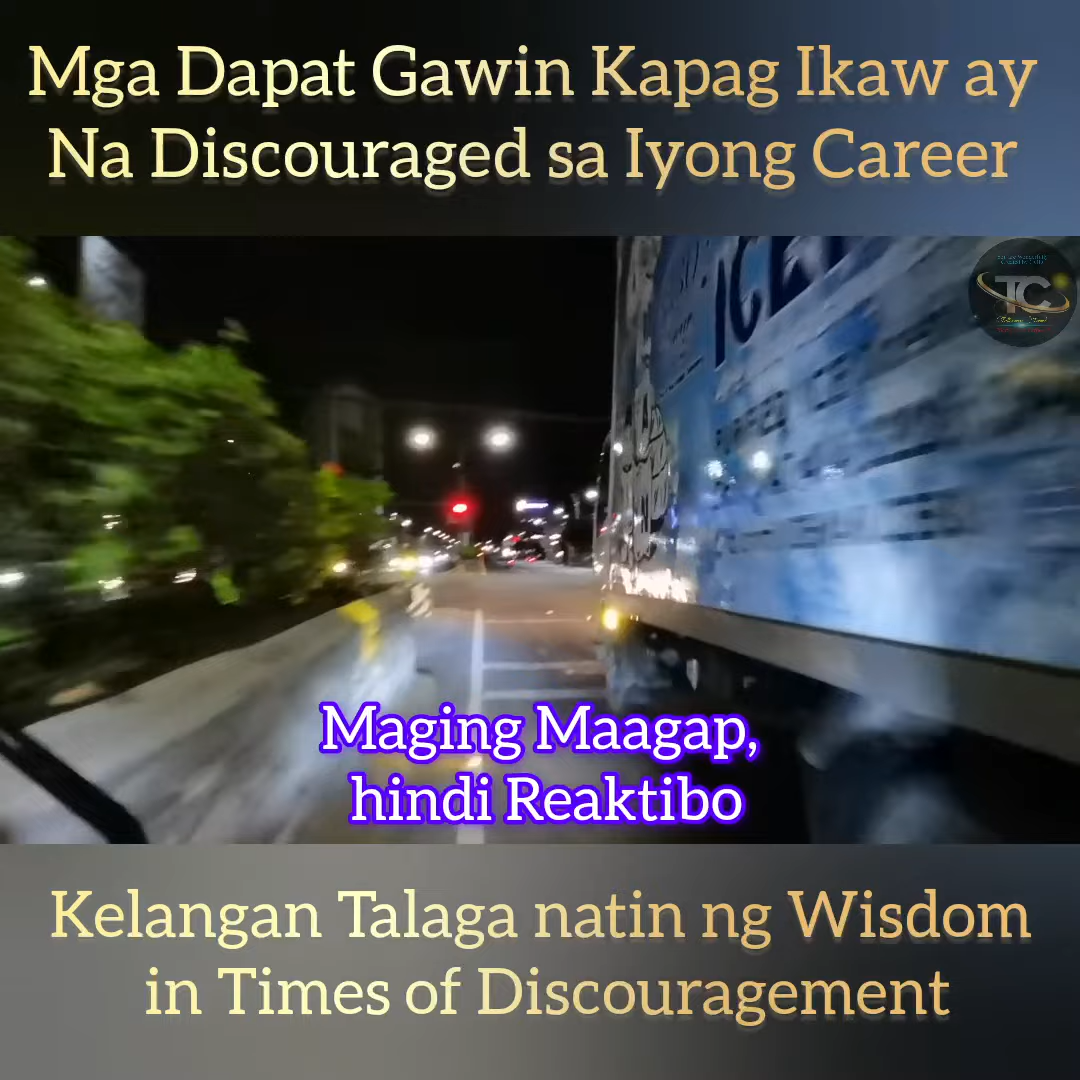 Mga Dapat Gawin Kapag Ikaw ay
Na Discouraged sa Iyong Career
TC
Maging Maagap,
hindi Reaktibo
Kelangan Talaga natin ng Wisdom
in Times of Discouragement